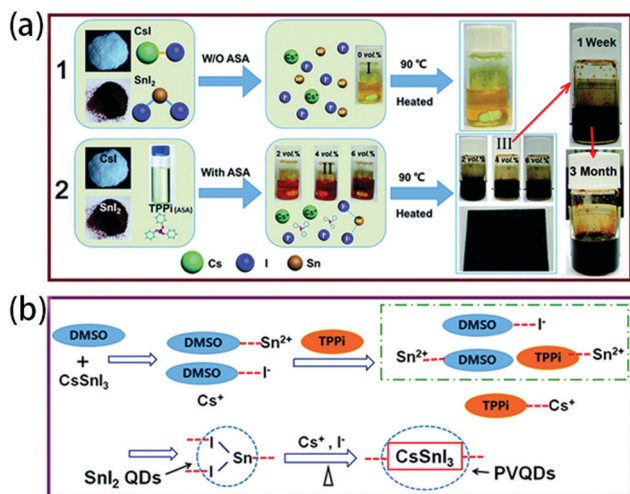 (a)
1
CsI
SnI₂
W/O ASA
Cs⁺
I⁻
Sn
0 vol.%
I
90 ℃
Heated
1 Week
2
CsI
SnI₂
TPPi(ASA)
With ASA
2 vol.%
4 vol.%
6 vol.%
II
Cs⁺
I⁻
90 ℃
Heated
III
2 vol.%
4 vol.%
6 vol.%
3 Month
Cs
I
Sn
(b)
DMSO
+
CsSnI₃
DMSO Sn²⁺
DMSO I⁻
Cs⁺
TPPi
DMSO I⁻
Sn²⁺ DMSO TPPi Sn²⁺
TPPi Cs⁺
I
Sn
I
SnI₂ QDs
Cs⁺ , I⁻
Δ
CsSnI₃
PVQDs